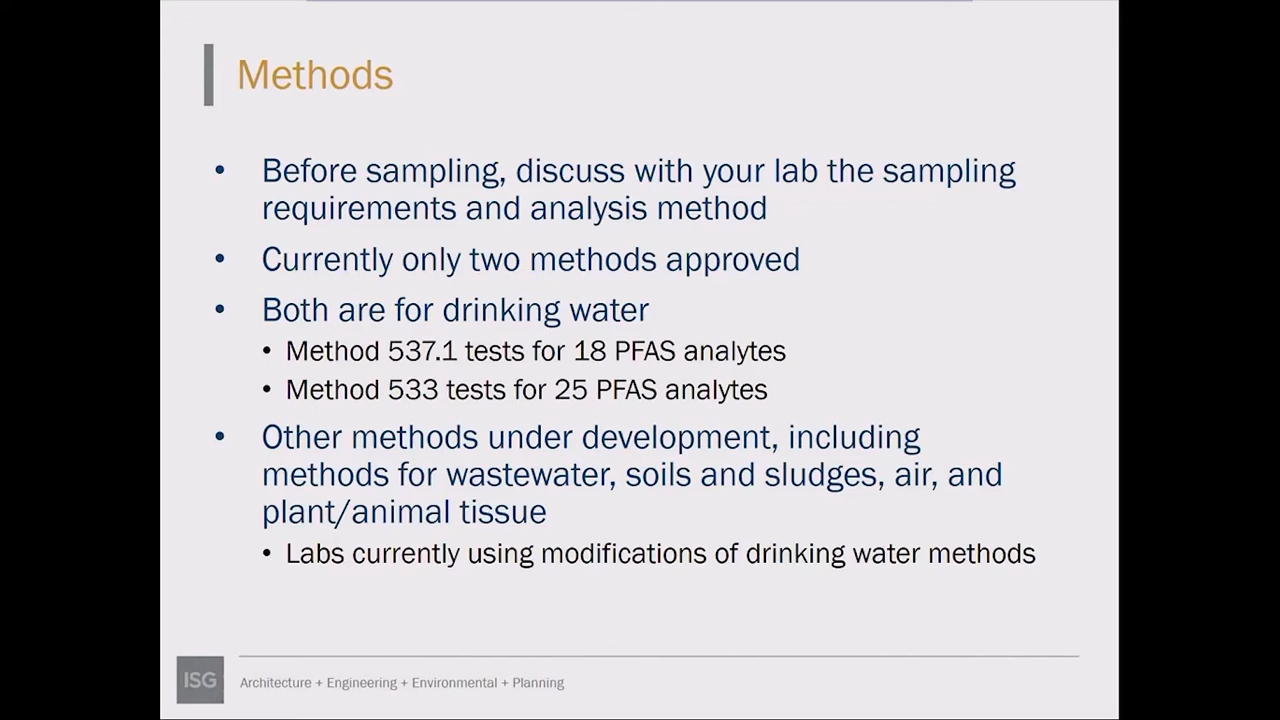 Methods
• Before sampling, discuss with your lab the sampling
requirements and analysis method
• Currently only two methods approved
• Both are for drinking water
• Method 537.1 tests for 18 PFAS analytes
• Method 533 tests for 25 PFAS analytes
• Other methods under development, including
methods for wastewater, soils and sludges, air, and
plant/animal tissue
• Labs currently using modifications of drinking water methods
ISG
Architecture + Engineering + Environmental + Planning